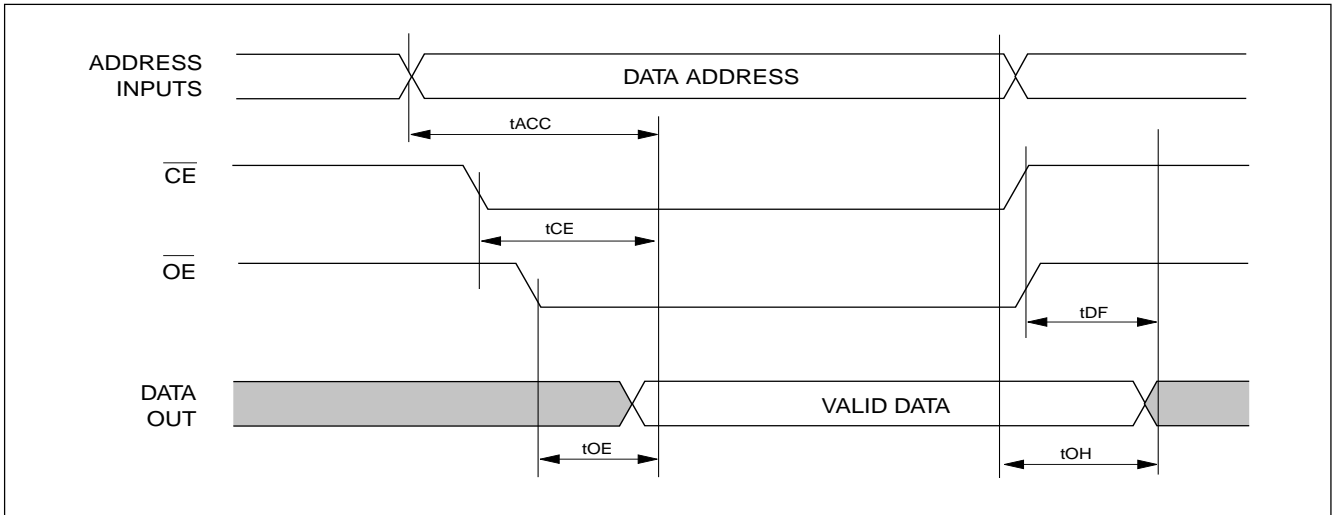 ADDRESS
INPUTS
DATA ADDRESS
tACC
CE
tCE
OE
tDF
DATA
OUT
VALID DATA
tOE
tOH